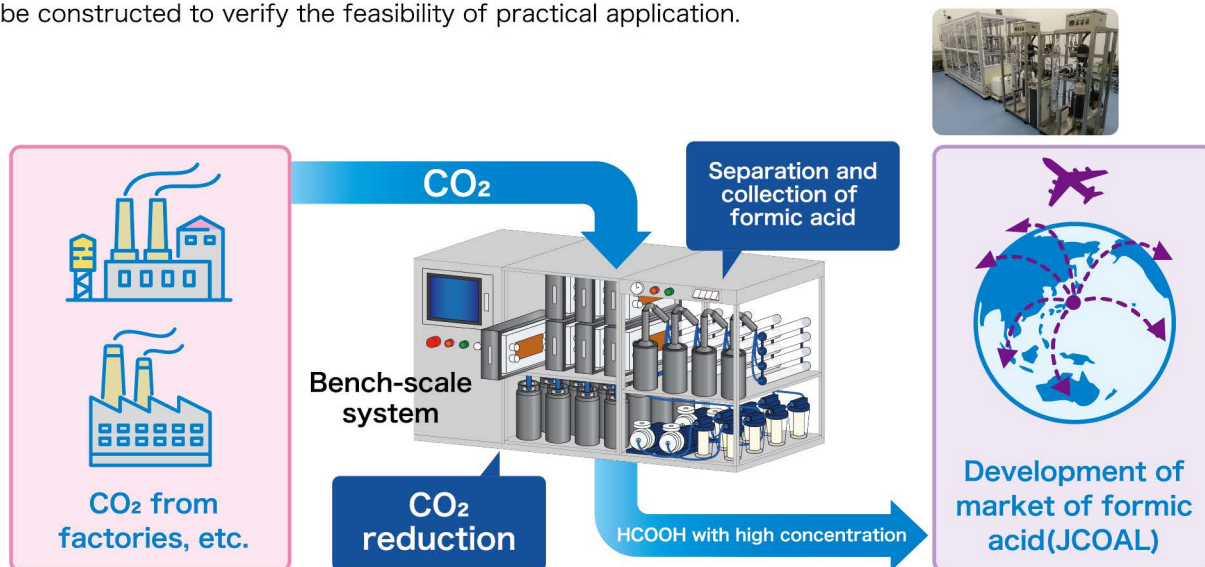 be constructed to verify the feasibility of practical application.
CO₂
Separation and
collection of
formic acid
Bench-scale
system
CO₂ from
factories, etc.
CO₂
reduction
HCOOH with high concentration
Development of
market of formic
acid(JCOAL)